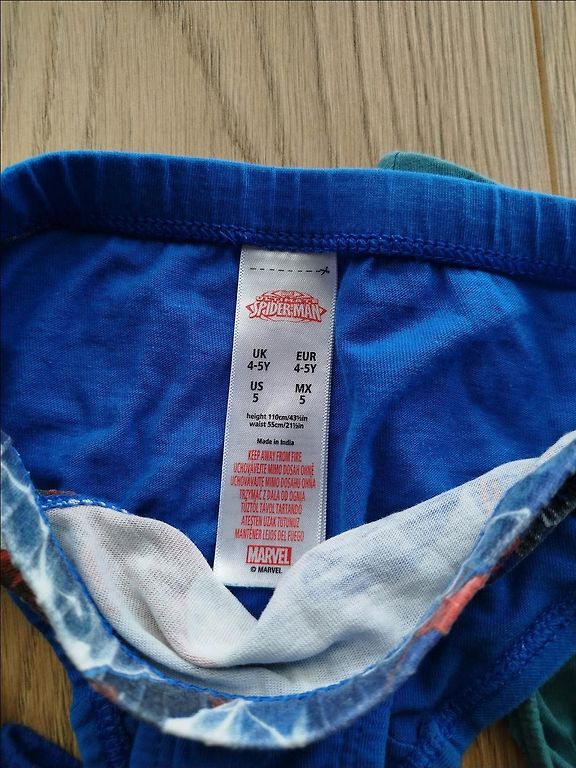 ULTIMATE
SPIDER-MAN
UK EUR
4-5Y 4-5Y
US MX
5 5
height 110cm/43½in
waist 55cm/21½in
Made in India
KEEP AWAY FROM FIRE
UCHOVÁVEJTE MIMO DOSAH OHNĚ
UCHOVÁVAJTE MIMO DOSAHU OHŇA
TRZYMAĆ Z DALA OD OGNIA
TŰZTŐL TÁVOL TARTANDÓ
ATEŞTEN UZAK TUTUNUZ
MANTÉNER LEJOS DEL FUEGO
MARVEL
© MARVEL